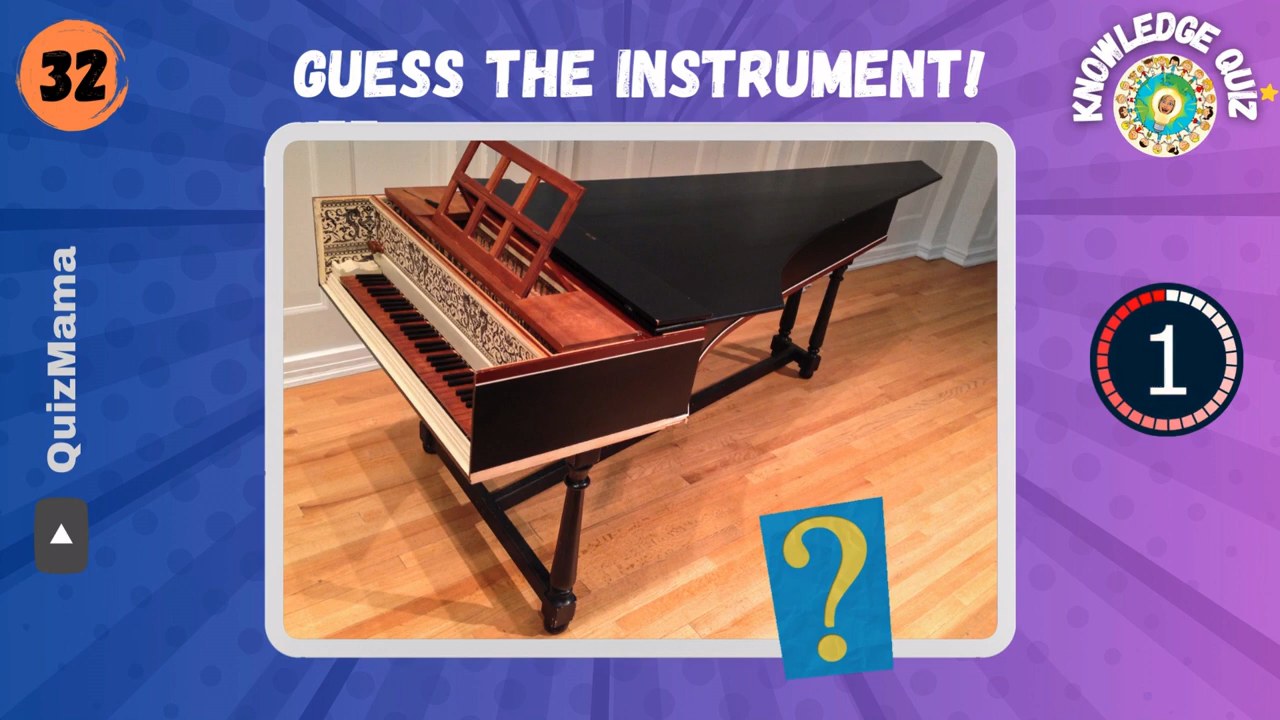 32
GUESS THE INSTRUMENT!
KNOWLEDGE QUIZ
QuizMama
1
?